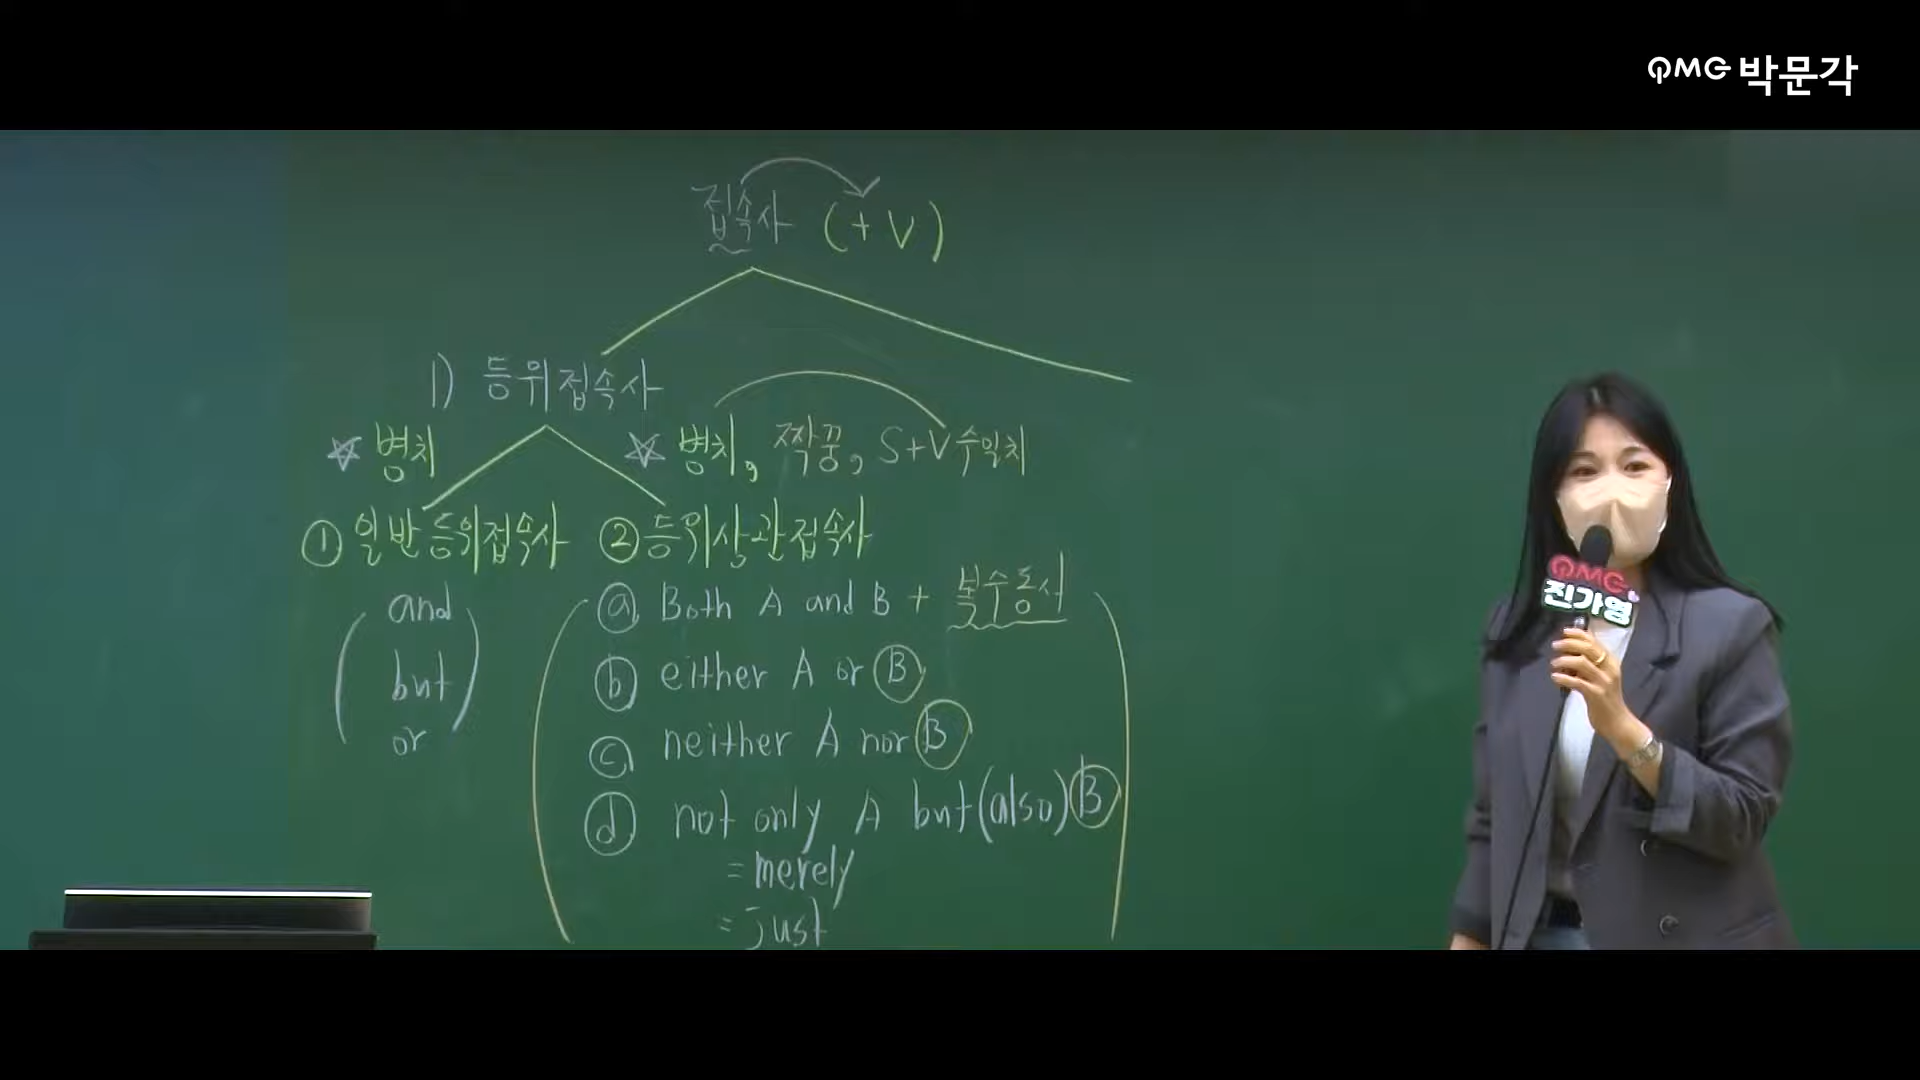 PMG 박문각
접속사 (+ V)
1) 등위접속사
☆ 병치 ☆ 병치, 짝꿍, S+V 수일치
① 일반등위접속사 ② 등위상관접속사
and
but
or
ⓐ Both A and B + 복수동사
ⓑ either A or B
ⓒ neither A nor B
ⓓ not only A but (also) B
= merely
= just
PMG
진가영